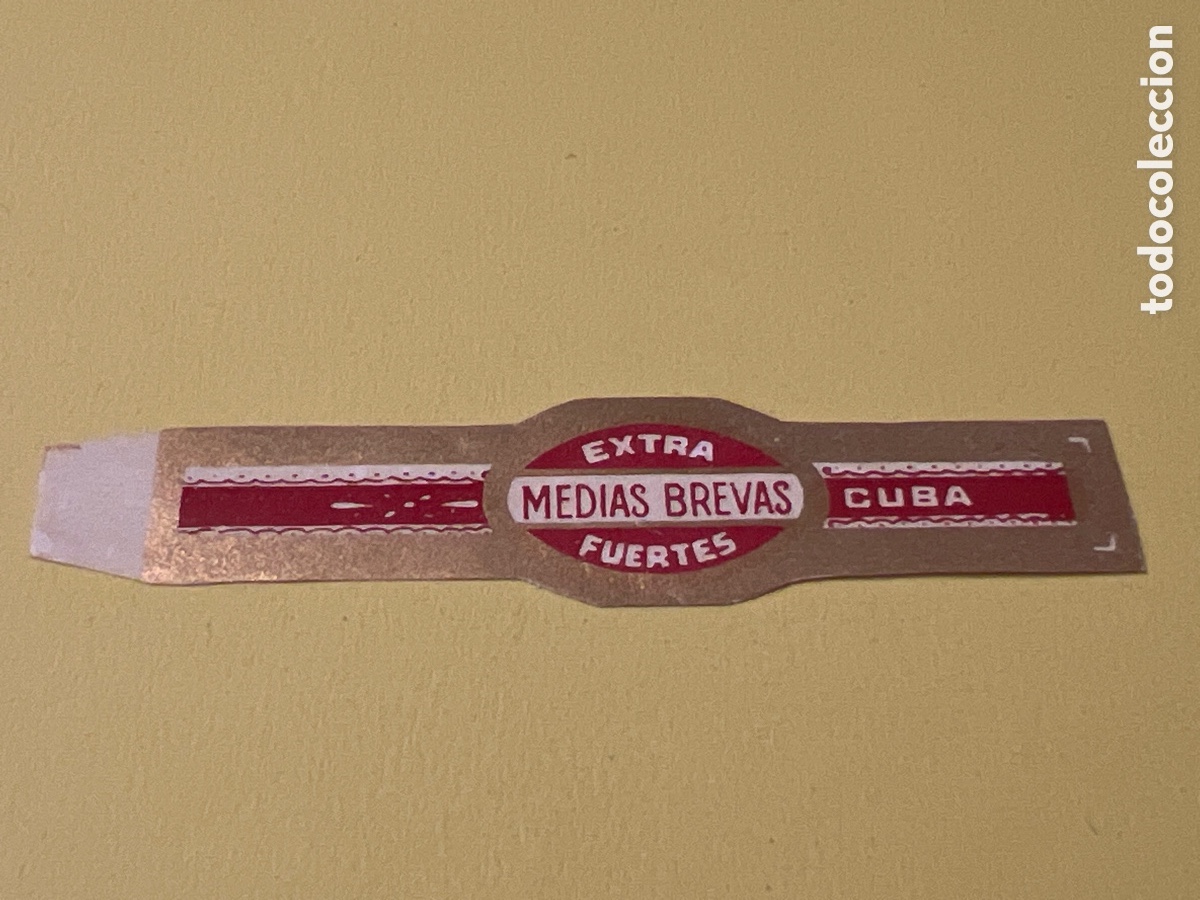 EXTRA
MEDIAS BREVAS
FUERTES
CUBA
todocoleccion